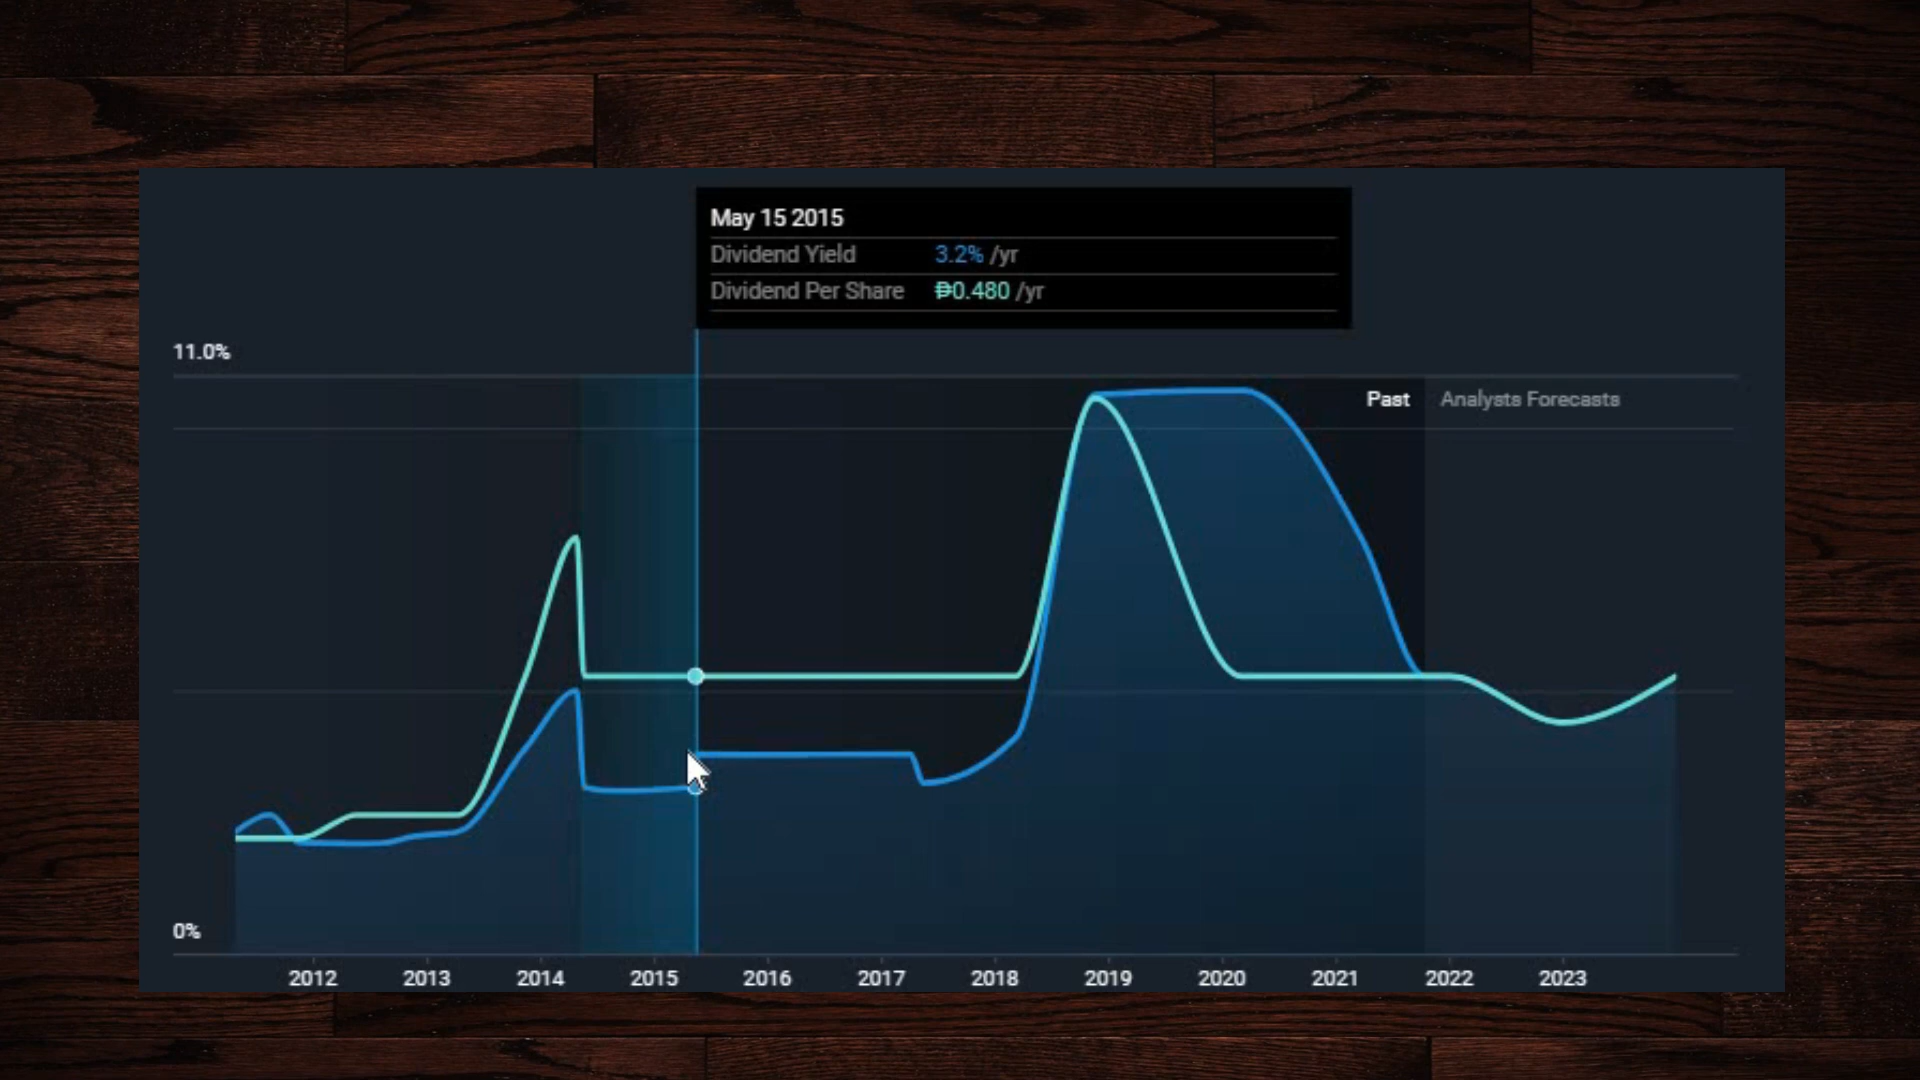 May 15 2015
Dividend Yield 3.2% /yr
Dividend Per Share ₱0.480 /yr
11.0%
Past Analysts Forecasts
0%
2012 2013 2014 2015 2016 2017 2018 2019 2020 2021 2022 2023